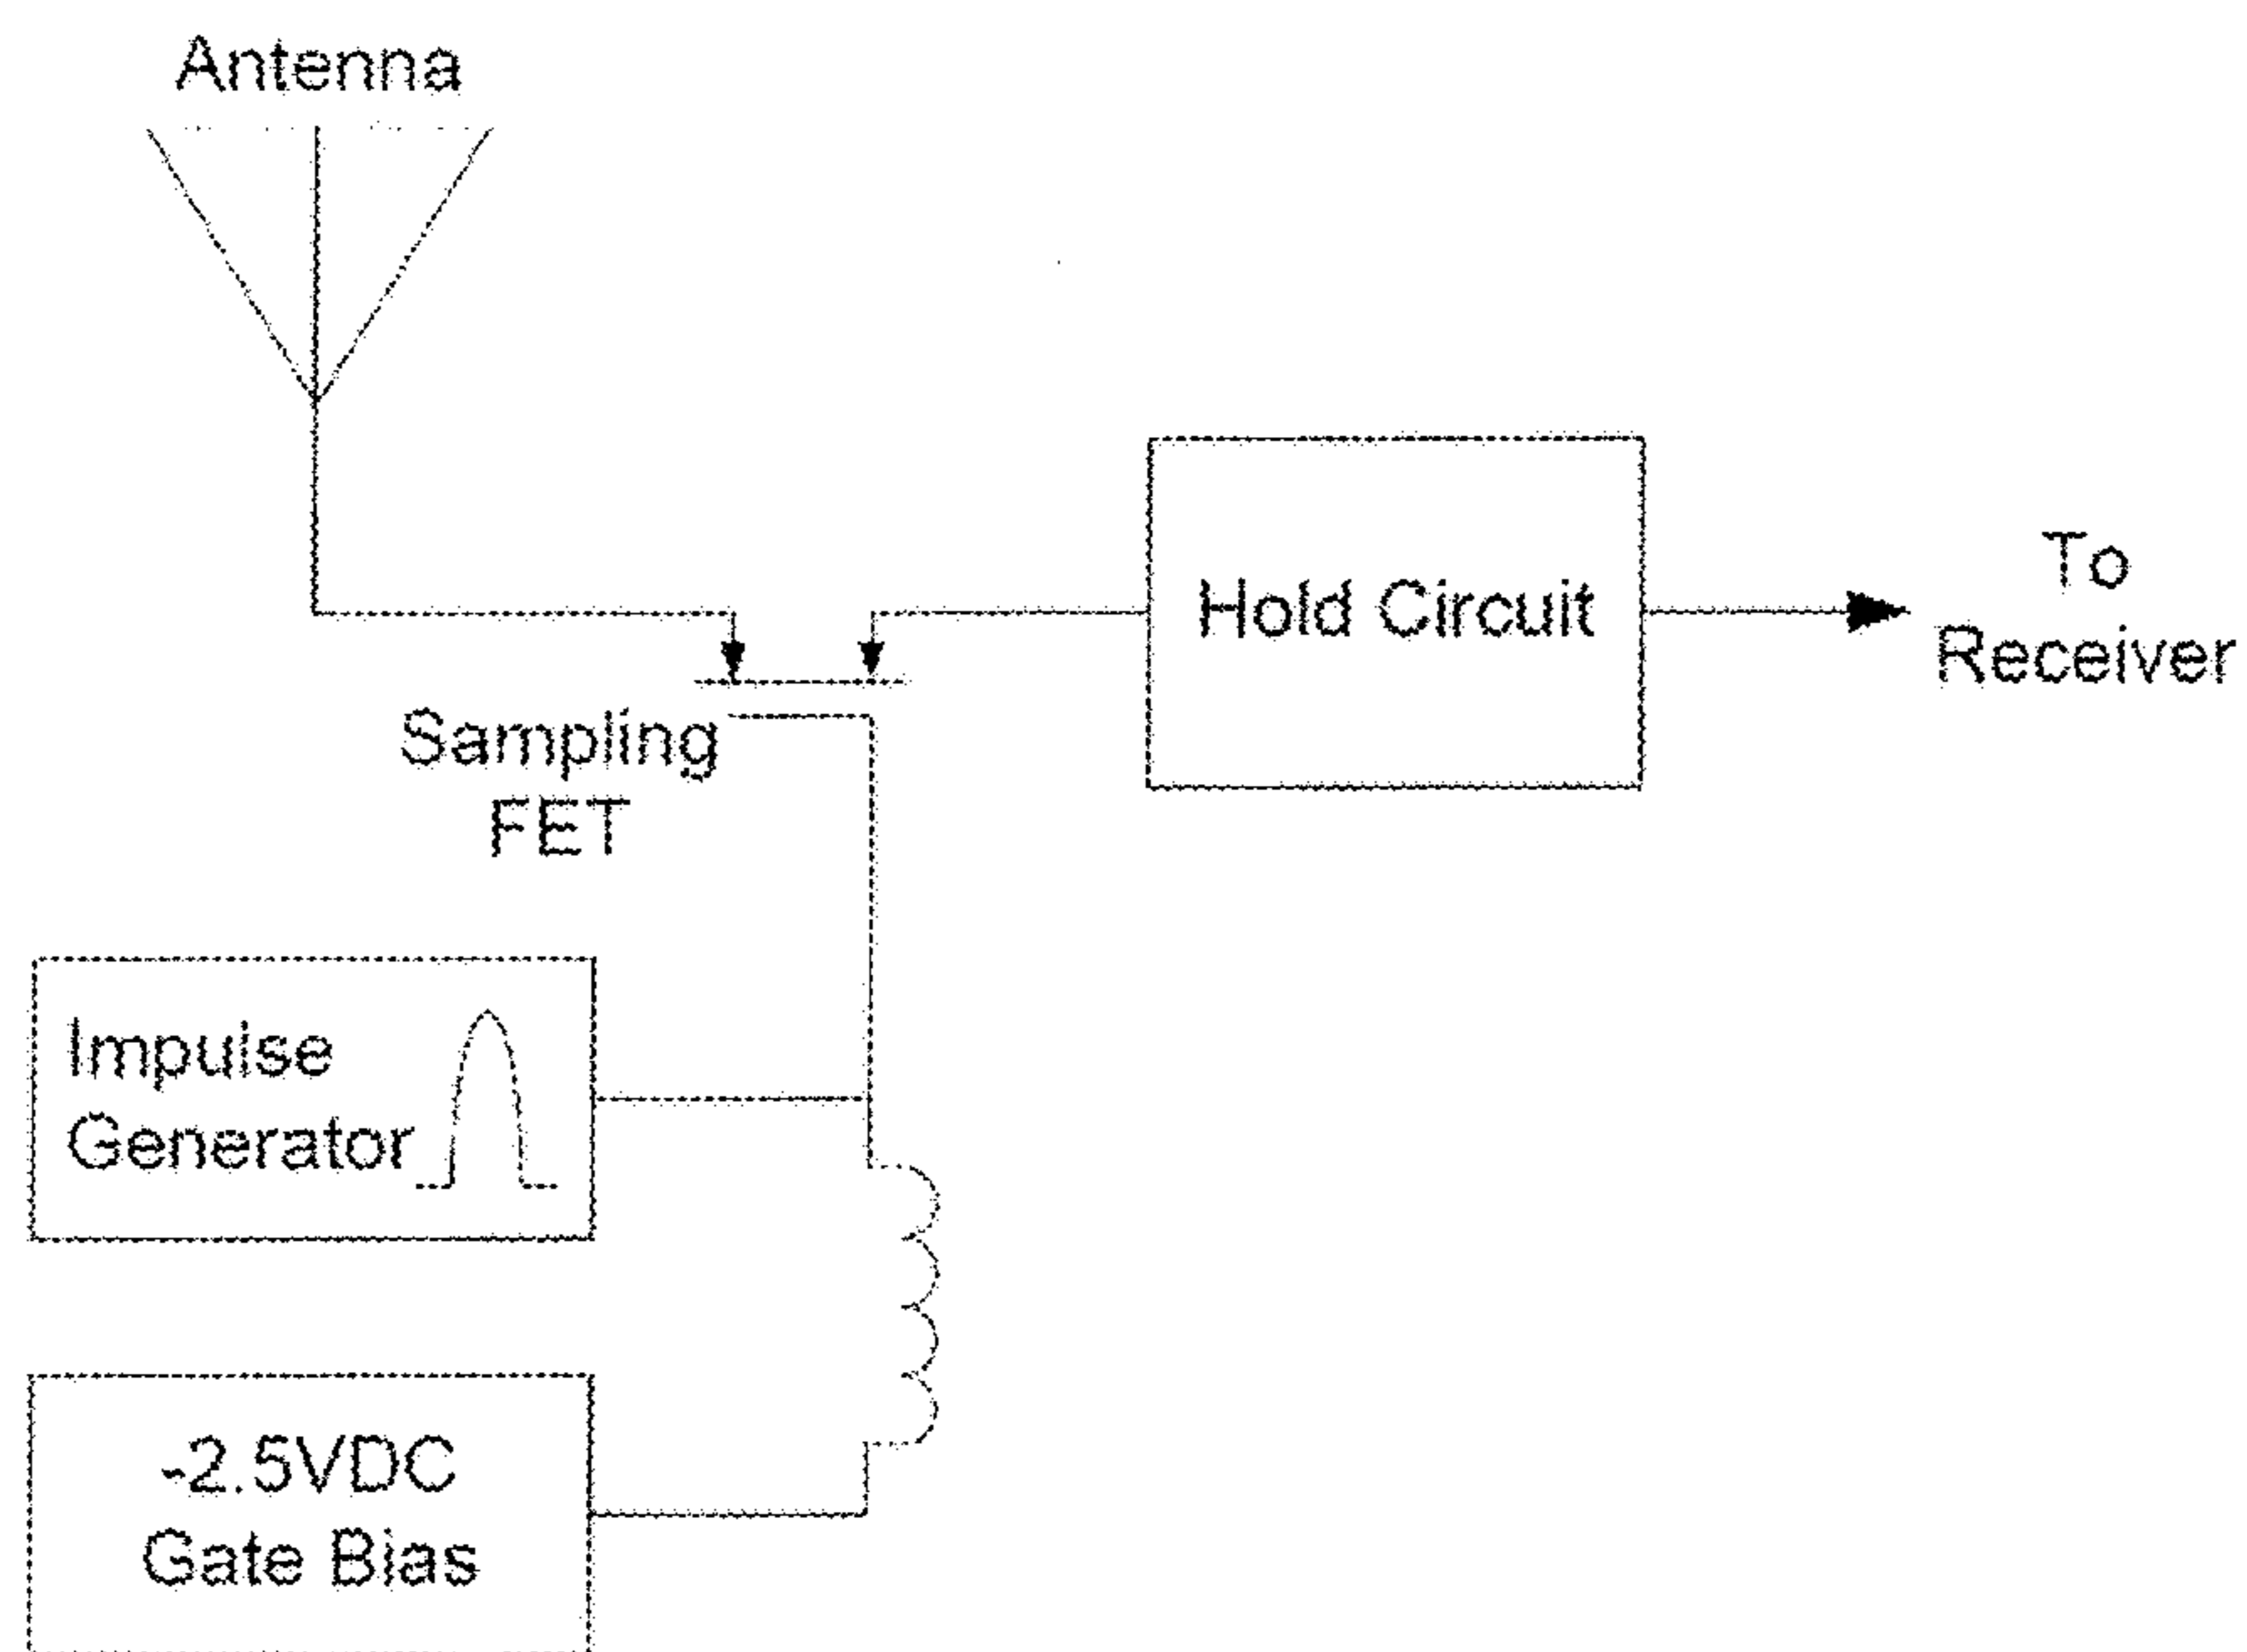 Antenna
Hold Circuit
To
Receiver
Sampling
FET
Impulse
Generator
-2.5VDC
Gate Bias